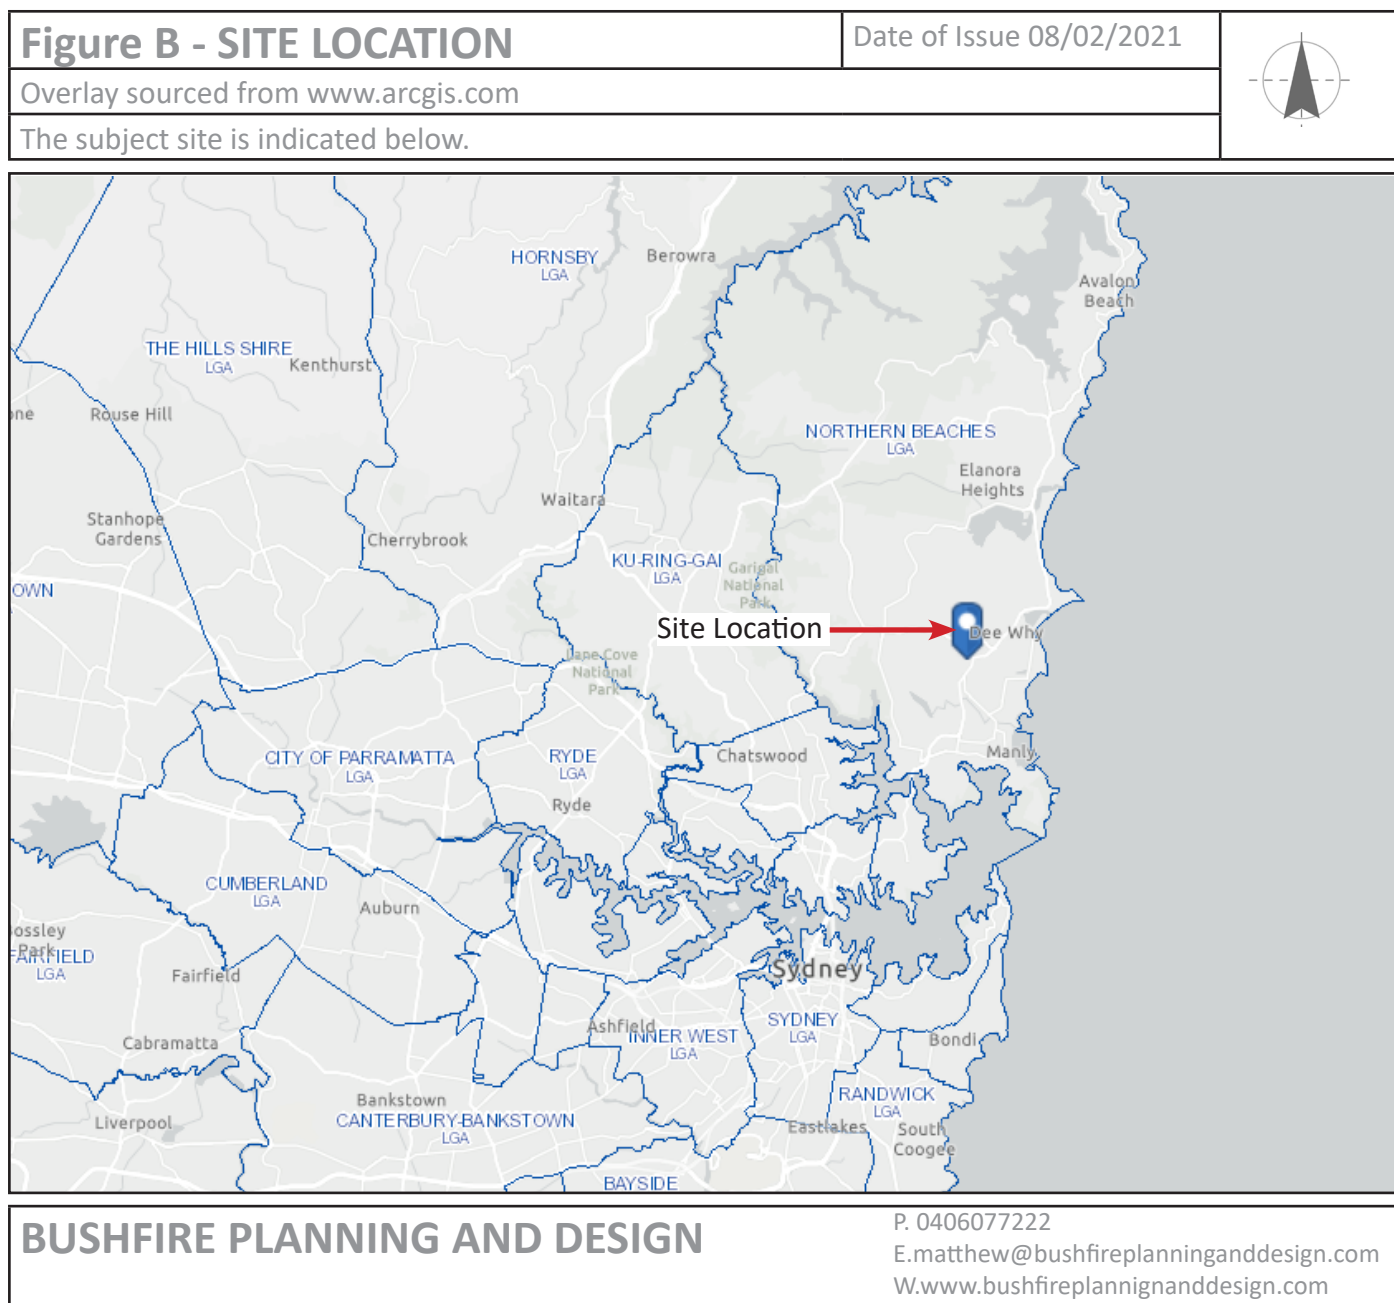 Figure B - SITE LOCATION
Date of Issue 08/02/2021
Overlay sourced from www.arcgis.com
The subject site is indicated below.
HORNSBY
LGA
Berowra
Avalon
Beach
THE HILLS SHIRE
LGA
Kenthurst
one
Rouse Hill
NORTHERN BEACHES
LGA
Elanora
Heights
Waitara
Stanhope
Gardens
Cherrybrook
KU-RING-GAI
LGA
Garigal
National
Park
OWN
Site Location
Dee Why
Lane Cove
National
Park
CITY OF PARRAMATTA
LGA
RYDE
LGA
Chatswood
Manly
Ryde
CUMBERLAND
LGA
Auburn
Bossley
Park
FAIRFIELD
LGA
Fairfield
Sydney
Ashfield
INNER WEST
LGA
SYDNEY
LGA
Bondi
Cabramatta
Bankstown
RANDWICK
LGA
Liverpool
CANTERBURY-BANKSTOWN
LGA
Eastlakes
South
Coogee
BAYSIDE
BUSHFIRE PLANNING AND DESIGN
P. 0406077222
E.matthew@bushfireplanninganddesign.com
W.www.bushfireplannignanddesign.com